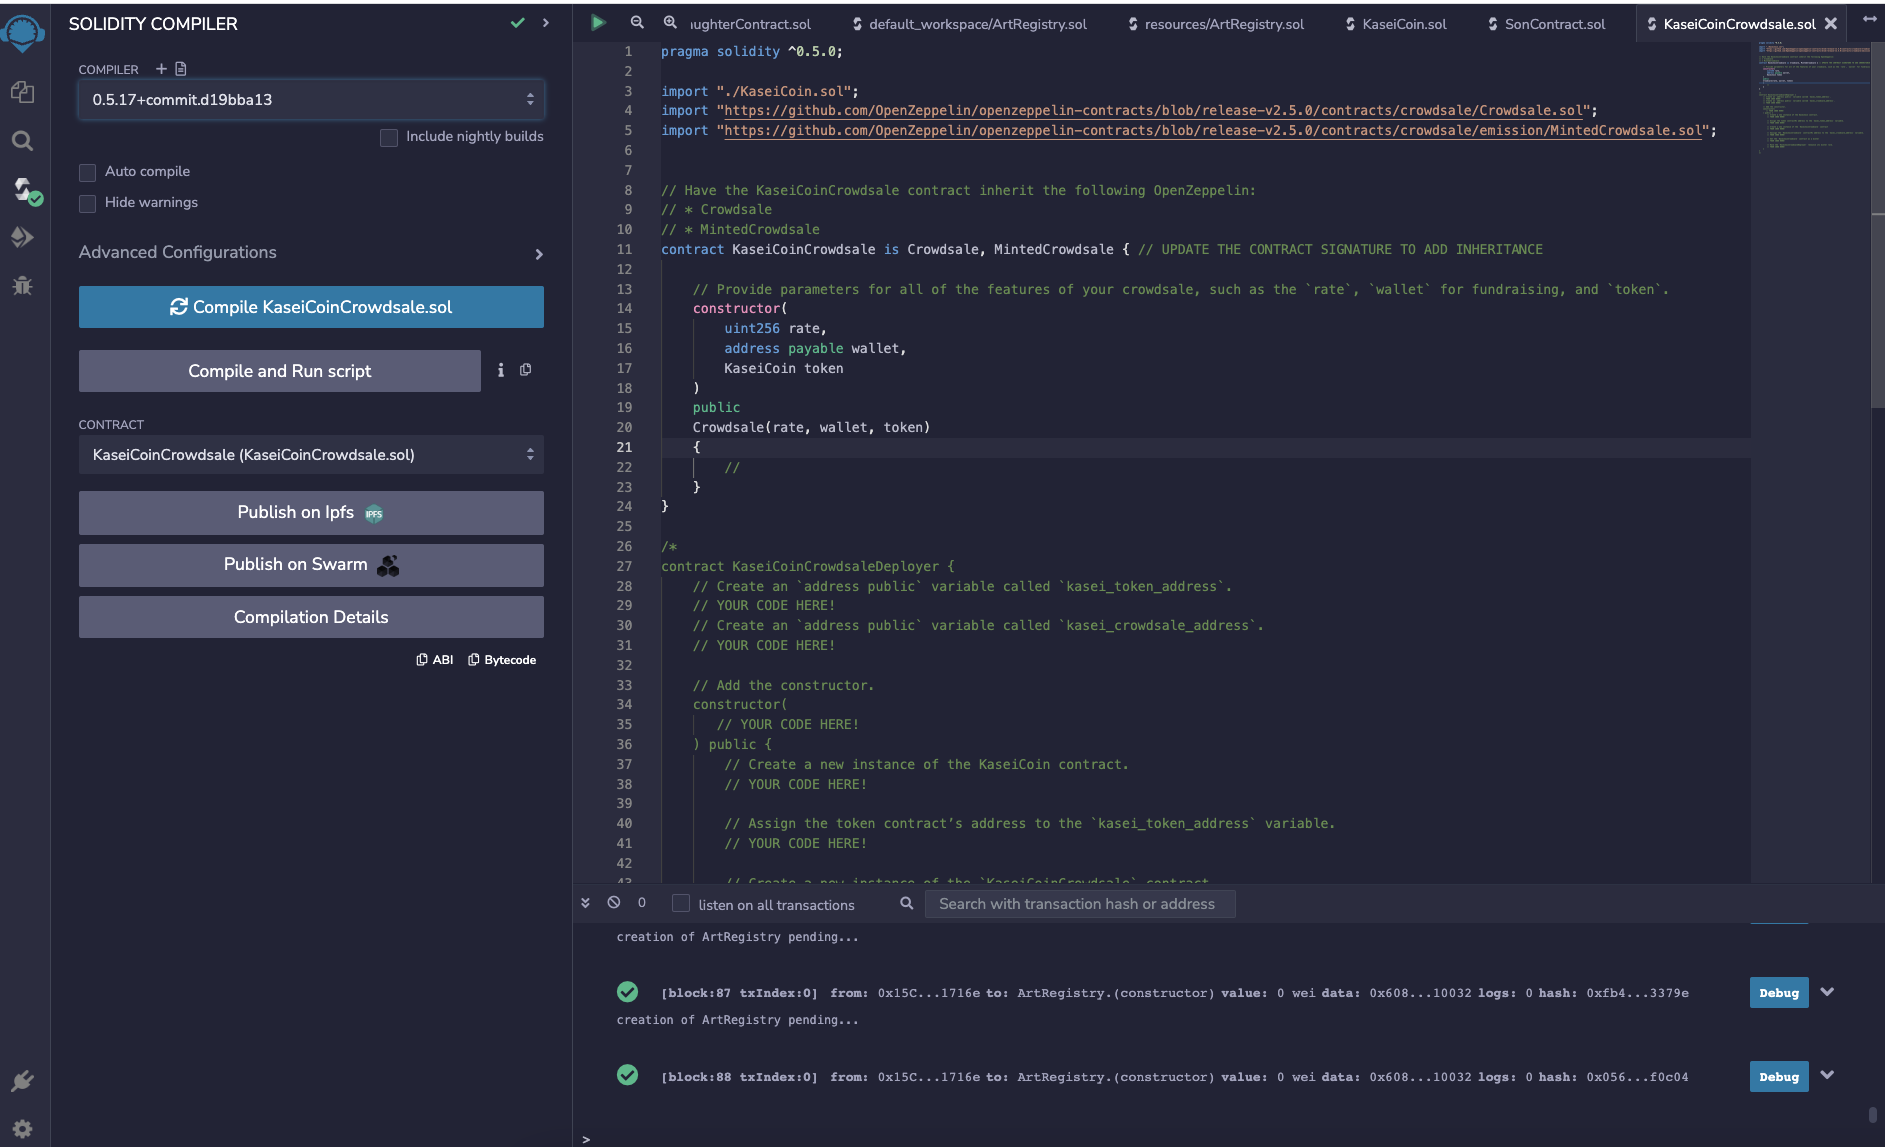 SOLIDITY COMPILER
COMPILER
0.5.17+commit.d19bba13
Include nightly builds
Auto compile
Hide warnings
Advanced Configurations
Compile KaseiCoinCrowdsale.sol
Compile and Run script
CONTRACT
KaseiCoinCrowdsale (KaseiCoinCrowdsale.sol)
Publish on Ipfs
IPFS
Publish on Swarm
Compilation Details
ABI
Bytecode
ughterContract.sol
default_workspace/ArtRegistry.sol
resources/ArtRegistry.sol
KaseiCoin.sol
SonContract.sol
KaseiCoinCrowdsale.sol
1 pragma solidity ^0.5.0;
2
3 import "./KaseiCoin.sol";
4 import "https://github.com/OpenZeppelin/openzeppelin-contracts/blob/release-v2.5.0/contracts/crowdsale/Crowdsale.sol";
5 import "https://github.com/OpenZeppelin/openzeppelin-contracts/blob/release-v2.5.0/contracts/crowdsale/emission/MintedCrowdsale.sol";
6
7
8 // Have the KaseiCoinCrowdsale contract inherit the following OpenZeppelin:
9 // * Crowdsale
10 // * MintedCrowdsale
11 contract KaseiCoinCrowdsale is Crowdsale, MintedCrowdsale { // UPDATE THE CONTRACT SIGNATURE TO ADD INHERITANCE
12
13 // Provide parameters for all of the features of your crowdsale, such as the `rate`, `wallet` for fundraising, and `token`.
14 constructor(
15 uint256 rate,
16 address payable wallet,
17 KaseiCoin token
18 )
19 public
20 Crowdsale(rate, wallet, token)
21 {
22 //
23 }
24 }
25
26 /*
27 contract KaseiCoinCrowdsaleDeployer {
28 // Create an `address public` variable called `kasei_token_address`.
29 // YOUR CODE HERE!
30 // Create an `address public` variable called `kasei_crowdsale_address`.
31 // YOUR CODE HERE!
32
33 // Add the constructor.
34 constructor(
35 // YOUR CODE HERE!
36 ) public {
37 // Create a new instance of the KaseiCoin contract.
38 // YOUR CODE HERE!
39
40 // Assign the token contract’s address to the `kasei_token_address` variable.
41 // YOUR CODE HERE!
42
43 // Create a new instance of the `KaseiCoinCrowdsale` contract
0
listen on all transactions
Search with transaction hash or address
creation of ArtRegistry pending...
[block:87 txIndex:0] from: 0x15C...1716e to: ArtRegistry.(constructor) value: 0 wei data: 0x608...10032 logs: 0 hash: 0xfb4...3379e
Debug
creation of ArtRegistry pending...
[block:88 txIndex:0] from: 0x15C...1716e to: ArtRegistry.(constructor) value: 0 wei data: 0x608...10032 logs: 0 hash: 0x056...f0c04
Debug
>